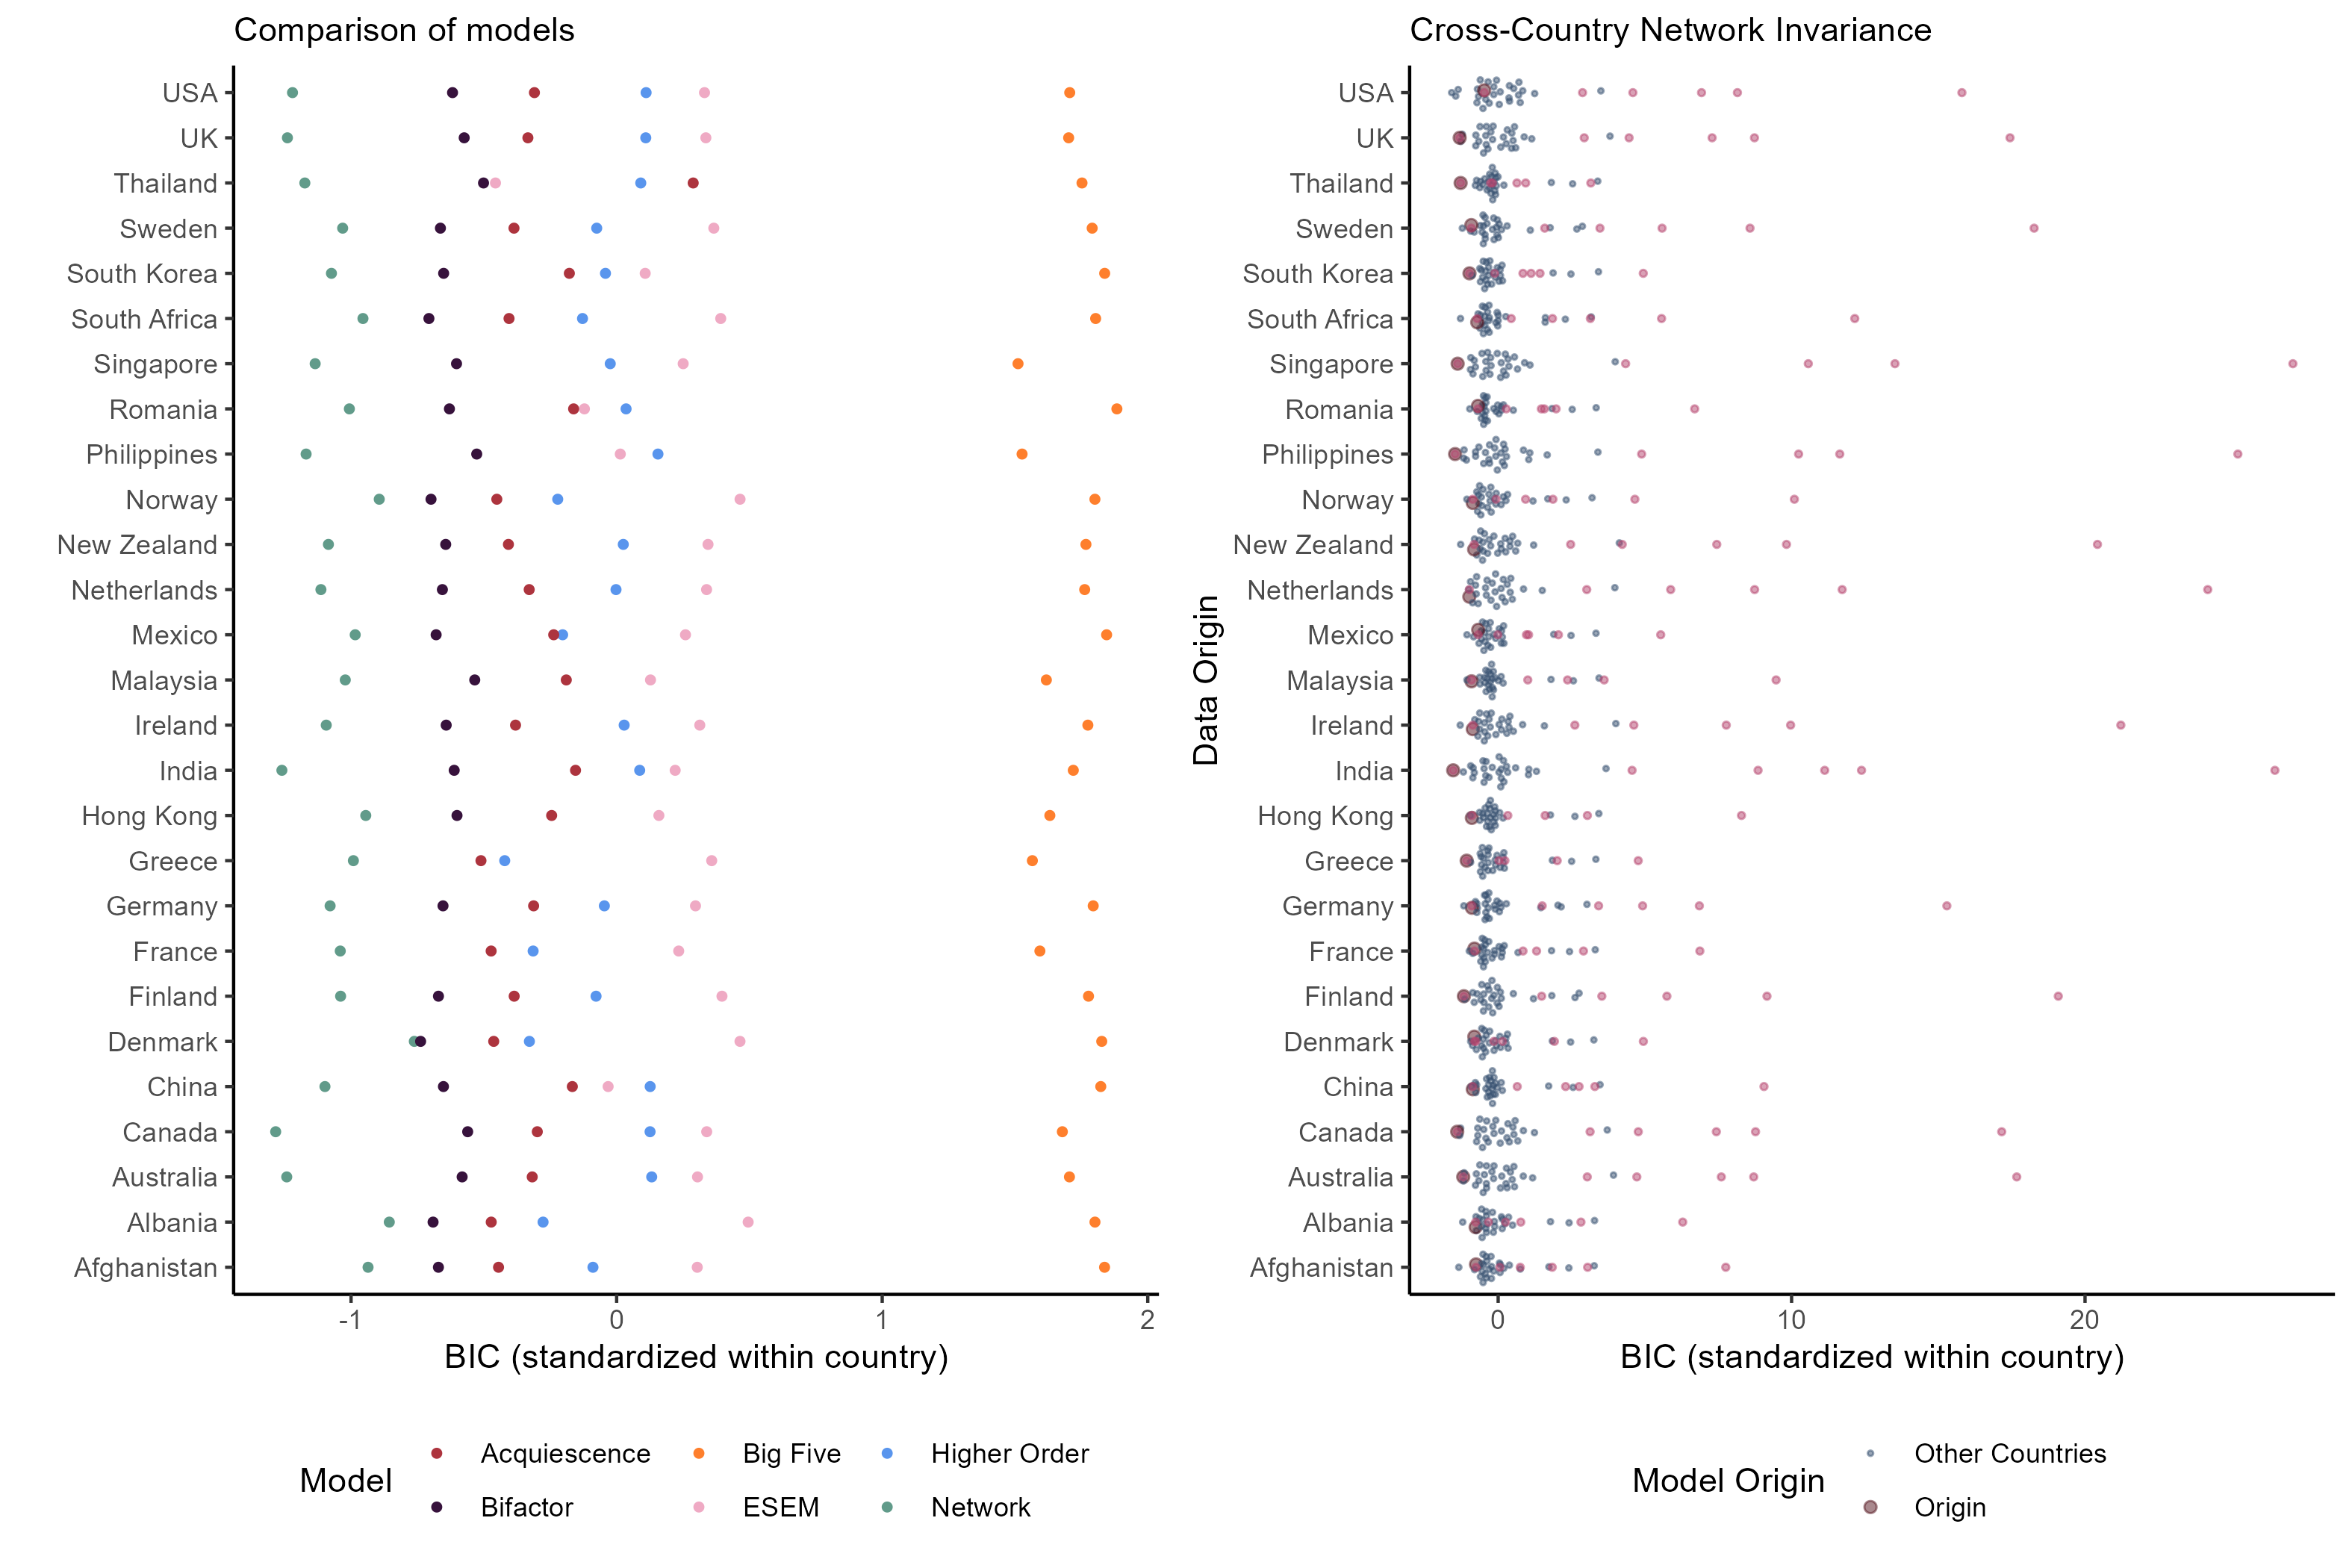 Comparison of models
USA
UK
Thailand
Sweden
South Korea
South Africa
Singapore
Romania
Philippines
Norway
New Zealand
Netherlands
Mexico
Malaysia
Ireland
India
Hong Kong
Greece
Germany
France
Finland
Denmark
China
Canada
Australia
Albania
Afghanistan
-1 0 1 2
BIC (standardized within country)
Model
Acquiescence Big Five Higher Order
Bifactor ESEM Network
Cross-Country Network Invariance
Data Origin
USA
UK
Thailand
Sweden
South Korea
South Africa
Singapore
Romania
Philippines
Norway
New Zealand
Netherlands
Mexico
Malaysia
Ireland
India
Hong Kong
Greece
Germany
France
Finland
Denmark
China
Canada
Australia
Albania
Afghanistan
0 10 20
BIC (standardized within country)
Model Origin
Other Countries
Origin